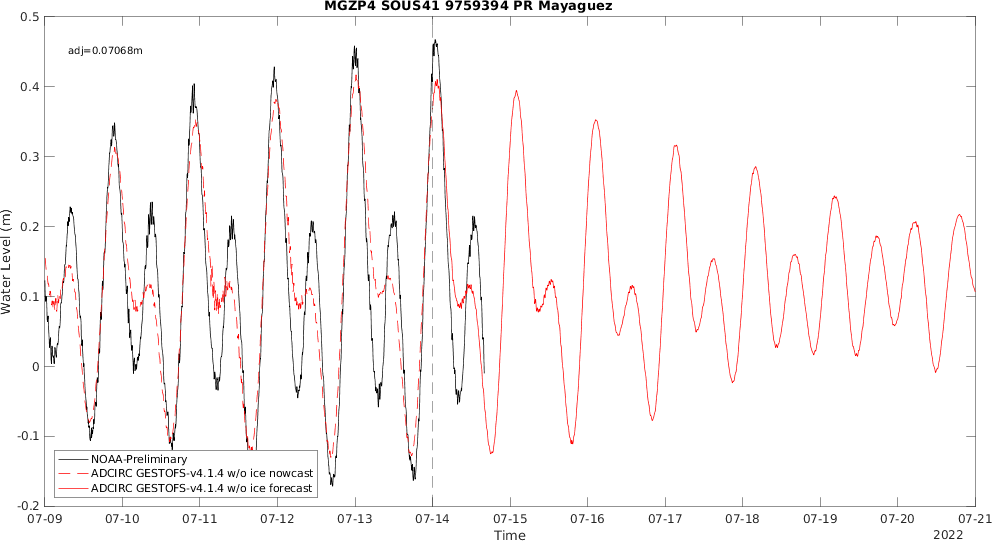 MGZP4 SOUS41 9759394 PR Mayaguez
adj=0.07068m
0.5
0.4
0.3
0.2
0.1
0
-0.1
-0.2
Water Level (m)
NOAA-Preliminary
ADCIRC GESTOFS-v4.1.4 w/o ice nowcast
ADCIRC GESTOFS-v4.1.4 w/o ice forecast
07-09 07-10 07-11 07-12 07-13 07-14 07-15 07-16 07-17 07-18 07-19 07-20 07-21
Time
2022